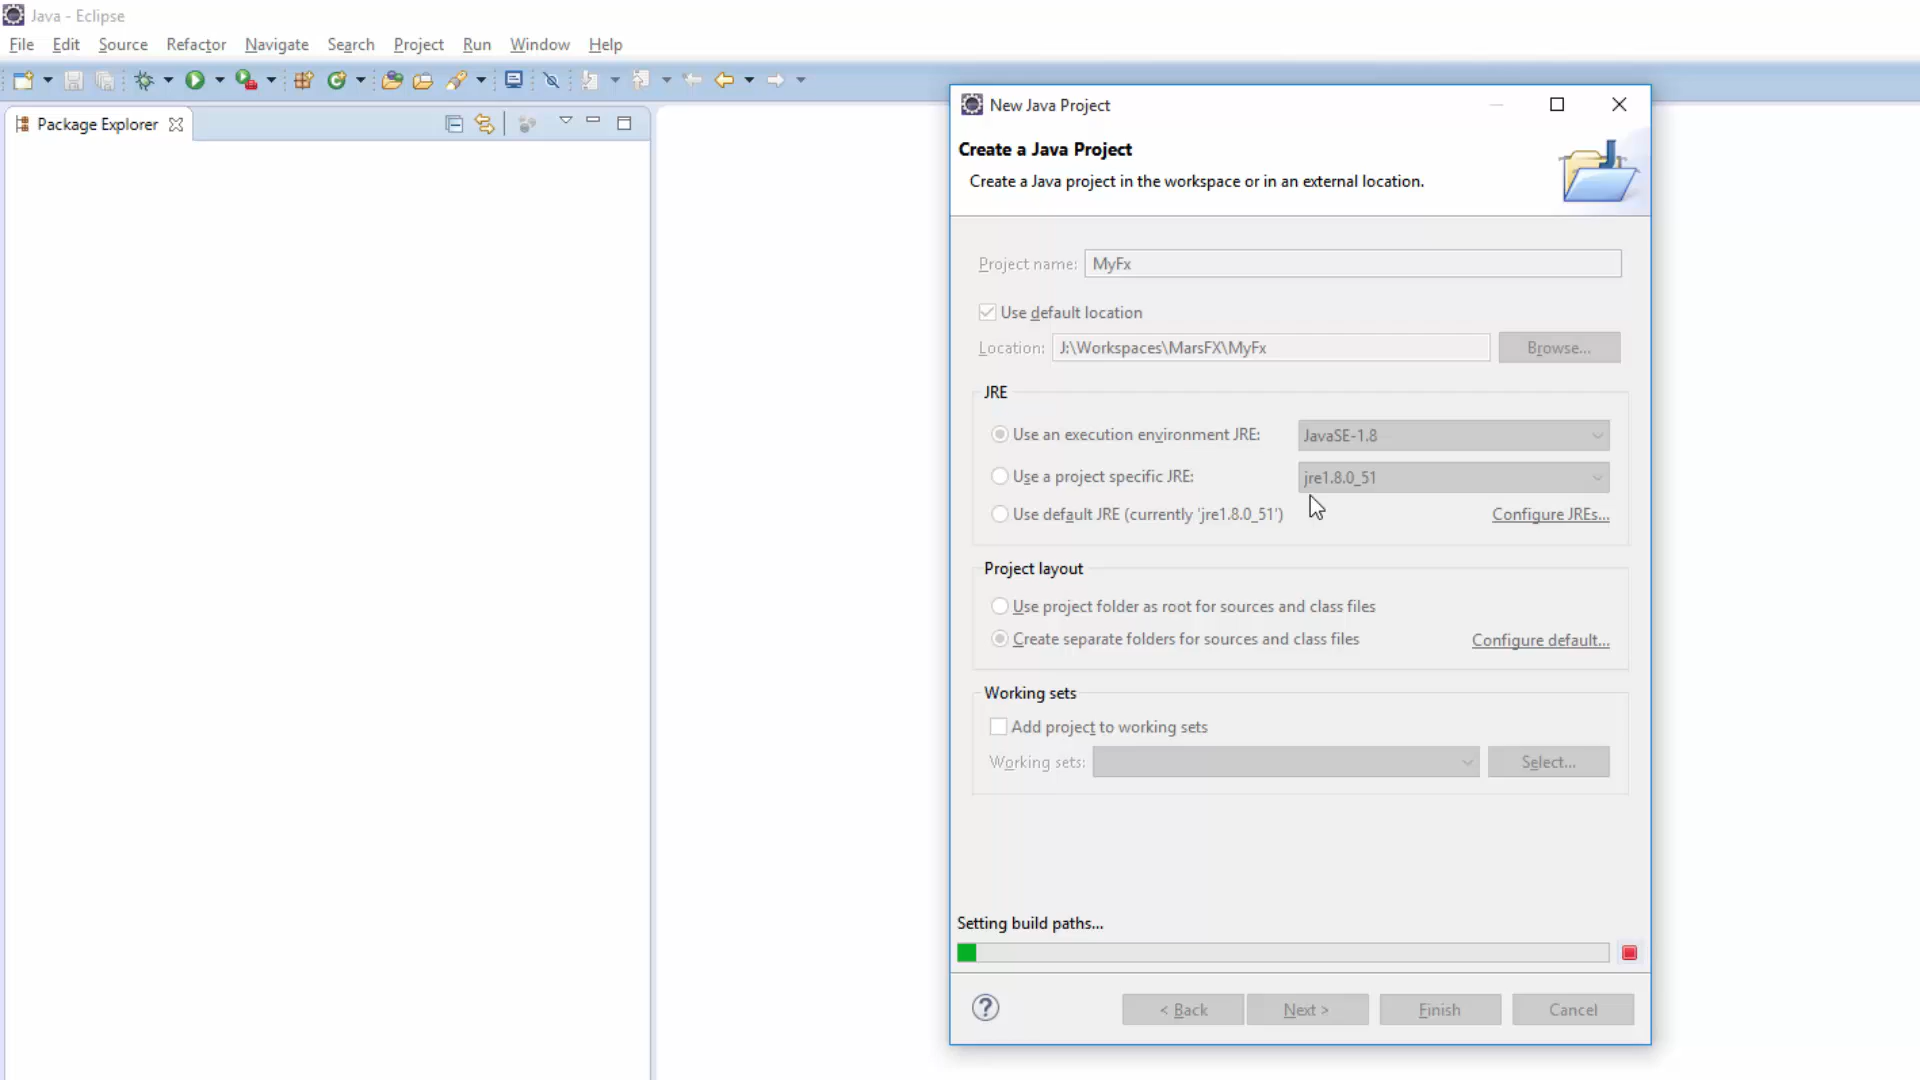 Java - Eclipse
File Edit Source Refactor Navigate Search Project Run Window Help
Package Explorer
New Java Project
Create a Java Project
Create a Java project in the workspace or in an external location.
Project name: MyFx
Use default location
Location: J:\Workspaces\MarsFX\MyFx Browse...
JRE
Use an execution environment JRE: JavaSE-1.8
Use a project specific JRE: jre1.8.0_51
Use default JRE (currently 'jre1.8.0_51') Configure JREs...
Project layout
Use project folder as root for sources and class files
Create separate folders for sources and class files Configure default...
Working sets
Add project to working sets
Working sets: Select...
Setting build paths...
? < Back Next > Finish Cancel